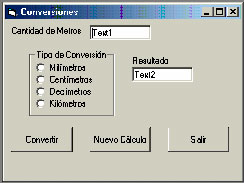 Conversiones
Cantidad de Metros
Text1
Tipo de Conversión
Milímetros
Centímetros
Decímetros
Kilómetros
Resultado
Text2
Convertir
Nuevo Cálculo
Salir